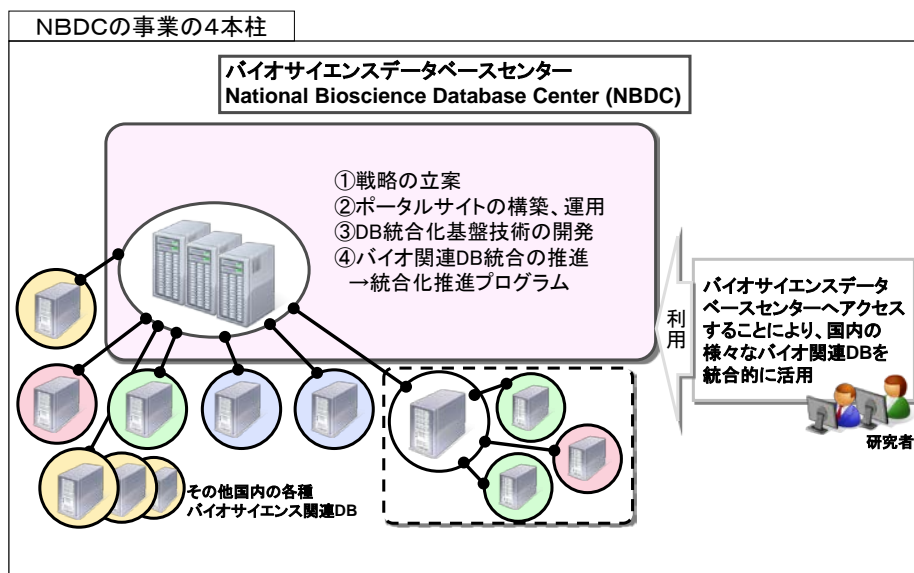 NBDCの事業の4本柱
バイオサイエンスデータベースセンター
National Bioscience Database Center (NBDC)
①戦略の立案
②ポータルサイトの構築、運用
③DB統合化基盤技術の開発
④バイオ関連DB統合の推進
→統合化推進プログラム
利用
バイオサイエンスデータ
ベースセンターへアクセス
することにより、国内の
様々なバイオ関連DBを
統合的に活用
研究者
その他国内の各種
バイオサイエンス関連DB